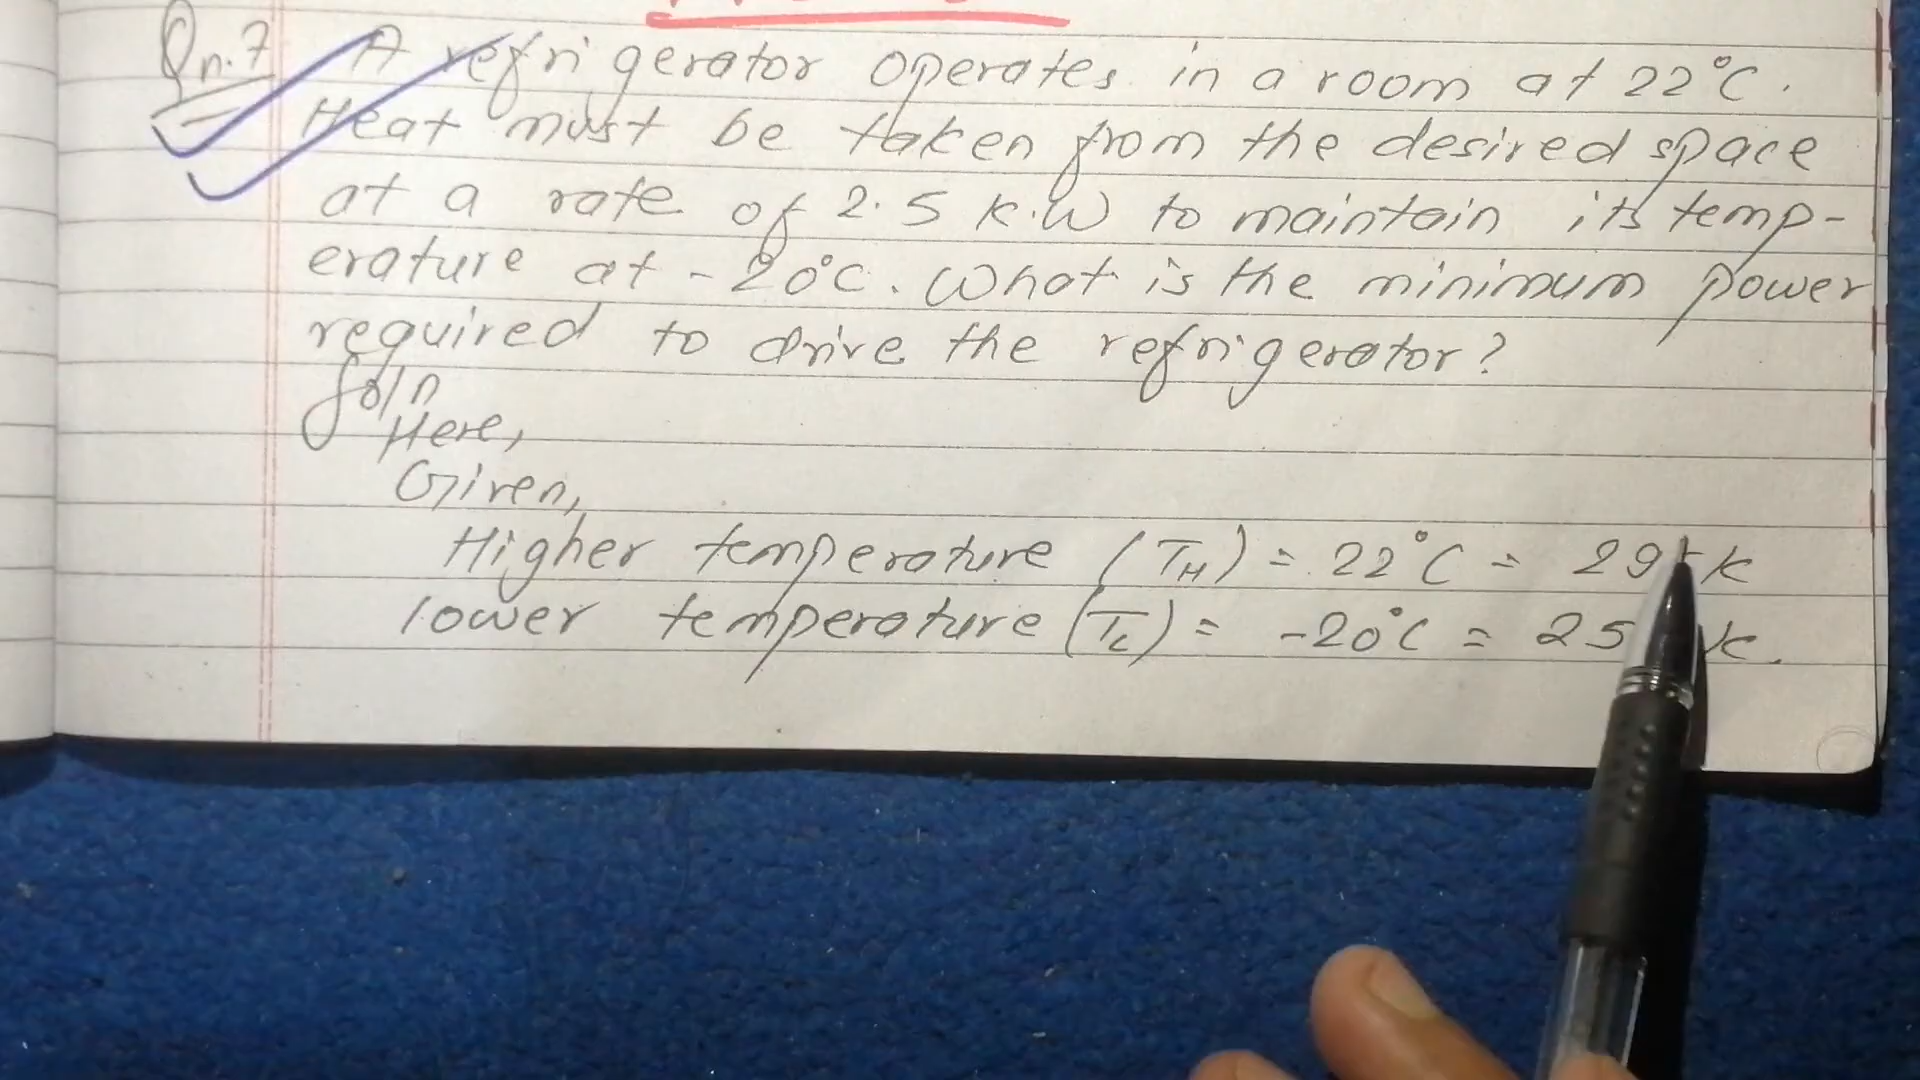 Qn.7 A refrigerator operates in a room at 22°C.
Heat must be taken from the desired space
at a rate of 2.5 k.W to maintain its temp-
erature at -20°C. What is the minimum power
required to drive the refrigerator?
Soln
Here,
Given,
Higher temperature (TH) = 22°C = 295k
lower temperature (TL) = -20°C = 25 k.